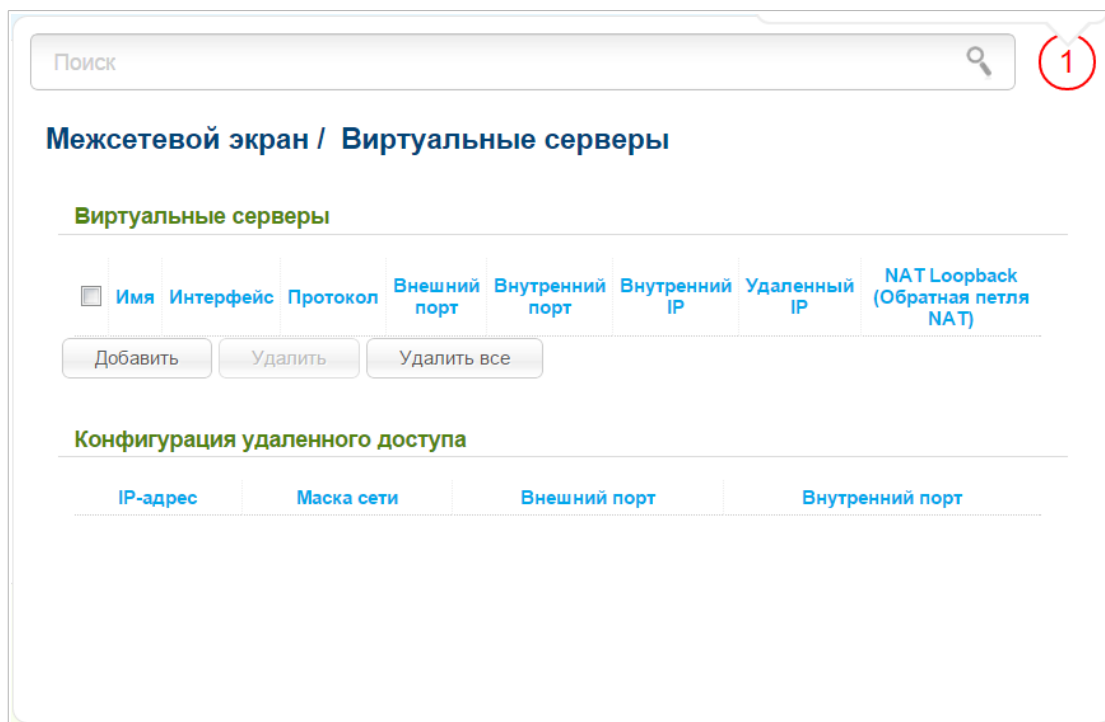 Поиск
1
Межсетевой экран / Виртуальные серверы
Виртуальные серверы
Имя Интерфейс Протокол Внешний порт Внутренний порт Внутренний IP Удаленный IP NAT Loopback (Обратная петля NAT)
Добавить Удалить Удалить все
Конфигурация удаленного доступа
IP-адрес Маска сети Внешний порт Внутренний порт